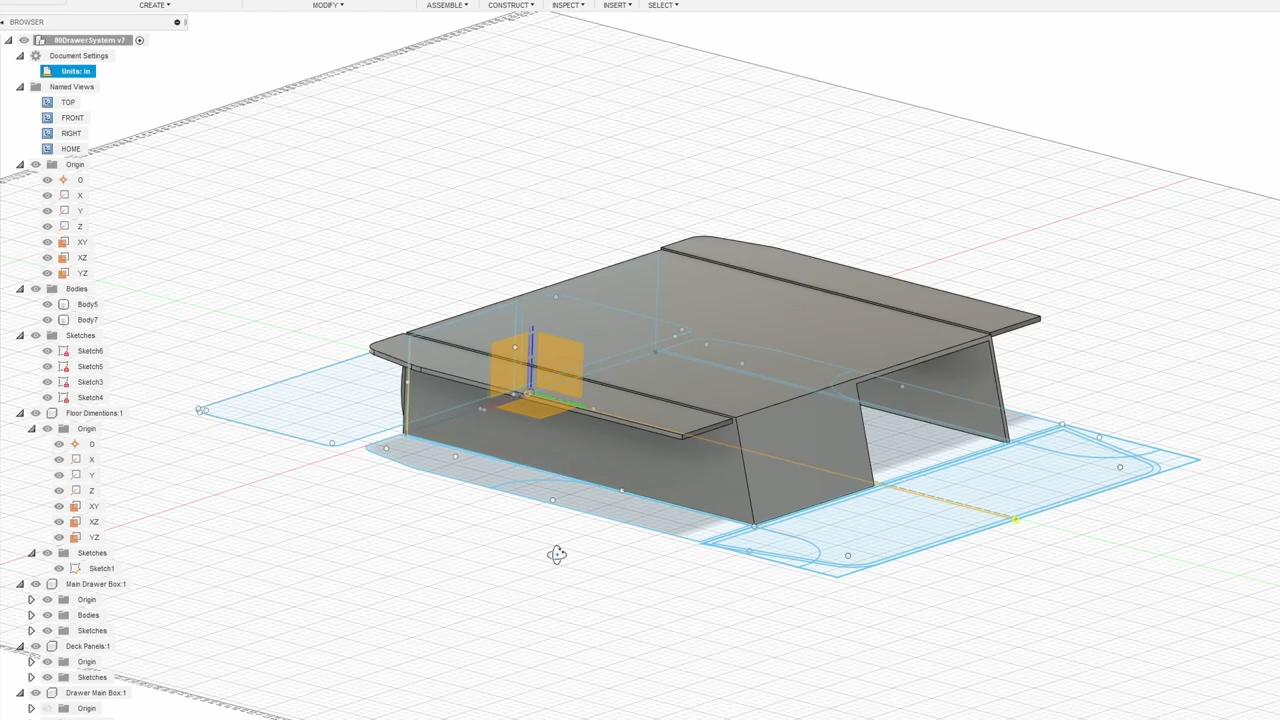 CREATE MODIFY ASSEMBLE CONSTRUCT INSPECT INSERT SELECT
BROWSER
80DrawerSystem v7
Document Settings
Units: in
Named Views
TOP
FRONT
RIGHT
HOME
Origin
O
X
Y
Z
XY
XZ
YZ
Bodies
Body5
Body7
Sketches
Sketch6
Sketch5
Sketch3
Sketch4
Floor Dimentions:1
Origin
O
X
Y
Z
XY
XZ
YZ
Sketches
Sketch1
Main Drawer Box:1
Origin
Bodies
Sketches
Deck Panels:1
Origin
Sketches
Drawer Main Box:1
Origin